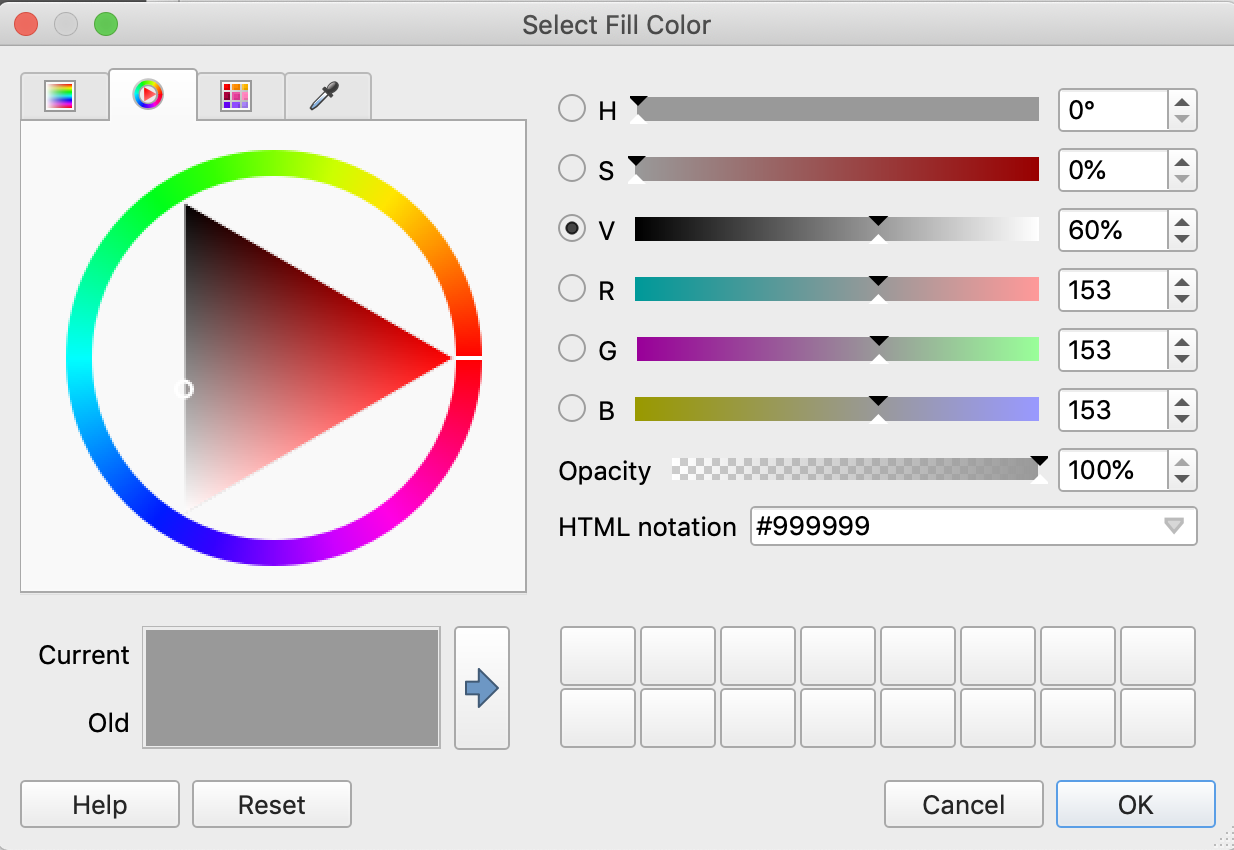 Select Fill Color
H 0°
S 0%
V 60%
R 153
G 153
B 153
Opacity 100%
HTML notation #999999
Current
Old
Help Reset Cancel OK